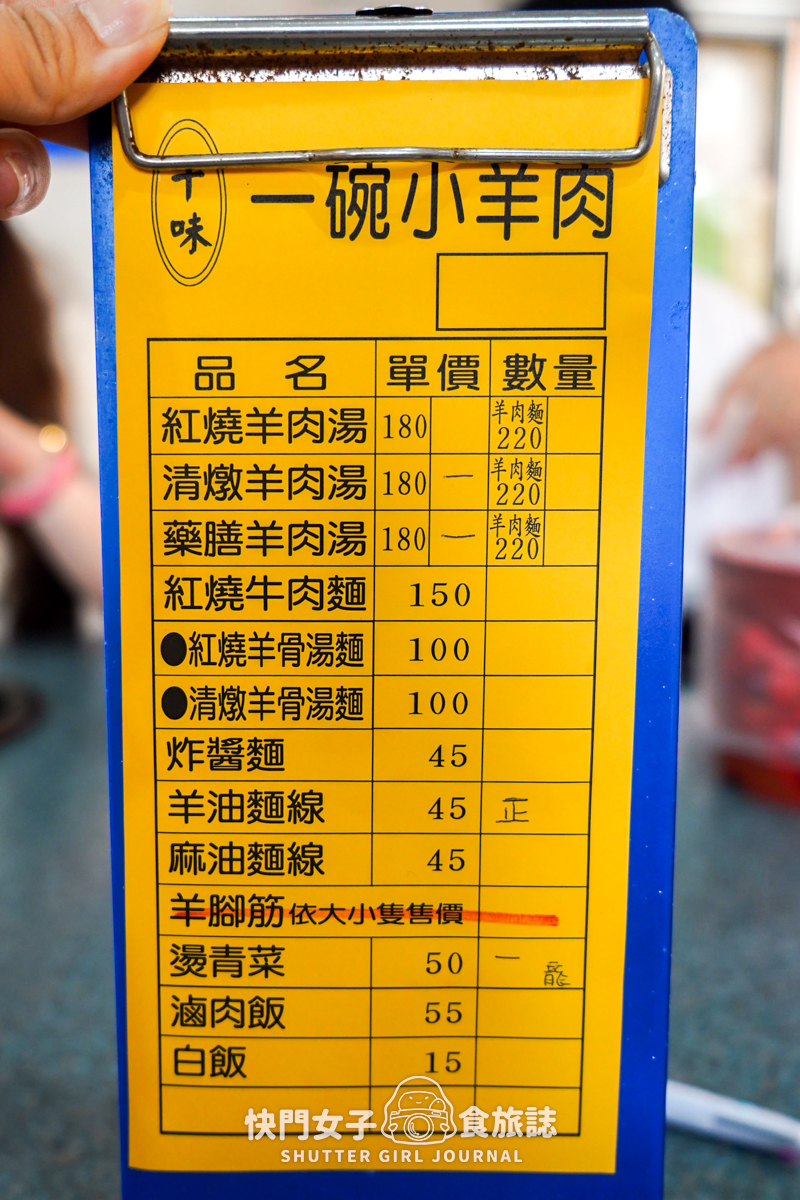 味
一碗小羊肉
品名 單價 數量
紅燒羊肉湯 180 羊肉麵 220
清燉羊肉湯 180 一 羊肉麵 220
藥膳羊肉湯 180 一 羊肉麵 220
紅燒牛肉麵 150
●紅燒羊骨湯麵 100
●清燉羊骨湯麵 100
炸醬麵 45
羊油麵線 45 正
麻油麵線 45
羊腳筋 依大小隻售價
燙青菜 50 一
滷肉飯 55
白飯 15
快門女子 食旅誌
SHUTTER GIRL JOURNAL